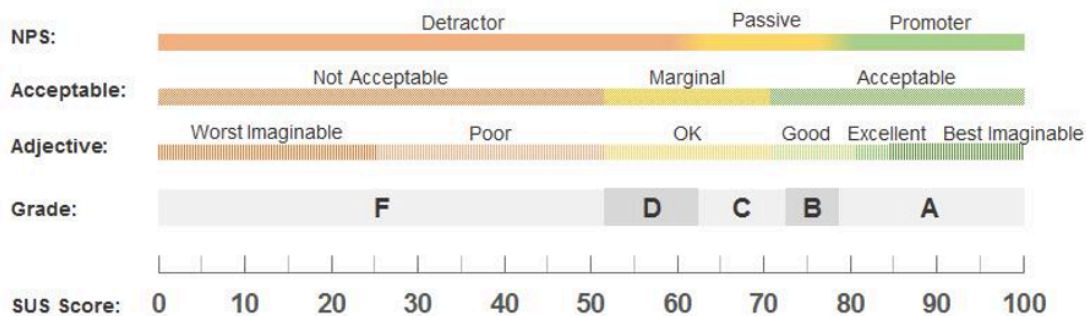 NPS: Detractor Passive Promoter
Acceptable: Not Acceptable Marginal Acceptable
Adjective: Worst Imaginable Poor OK Good Excellent Best Imaginable
Grade: F D C B A
SUS Score: 0 10 20 30 40 50 60 70 80 90 100